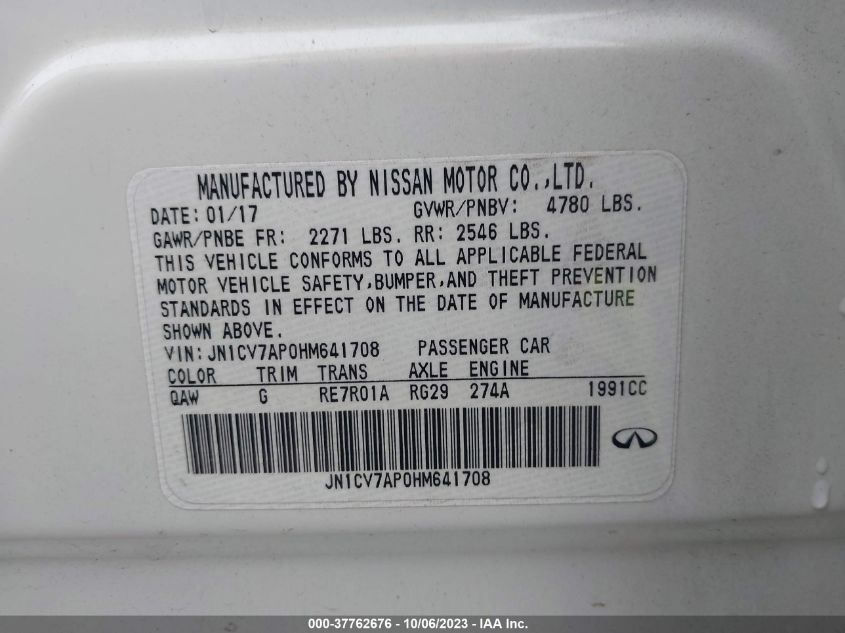 MANUFACTURED BY NISSAN MOTOR CO.,LTD.
DATE: 01/17 GVWR/PNBV: 4780 LBS.
GAWR/PNBE FR: 2271 LBS. RR: 2546 LBS.
THIS VEHICLE CONFORMS TO ALL APPLICABLE FEDERAL
MOTOR VEHICLE SAFETY,BUMPER,AND THEFT PREVENTION
STANDARDS IN EFFECT ON THE DATE OF MANUFACTURE
SHOWN ABOVE.
VIN: JN1CV7AP0HM641708 PASSENGER CAR
COLOR TRIM TRANS AXLE ENGINE
QAW G RE7R01A RG29 274A 1991CC
JN1CV7AP0HM641708
000-37762676 - 10/06/2023 - IAA Inc.